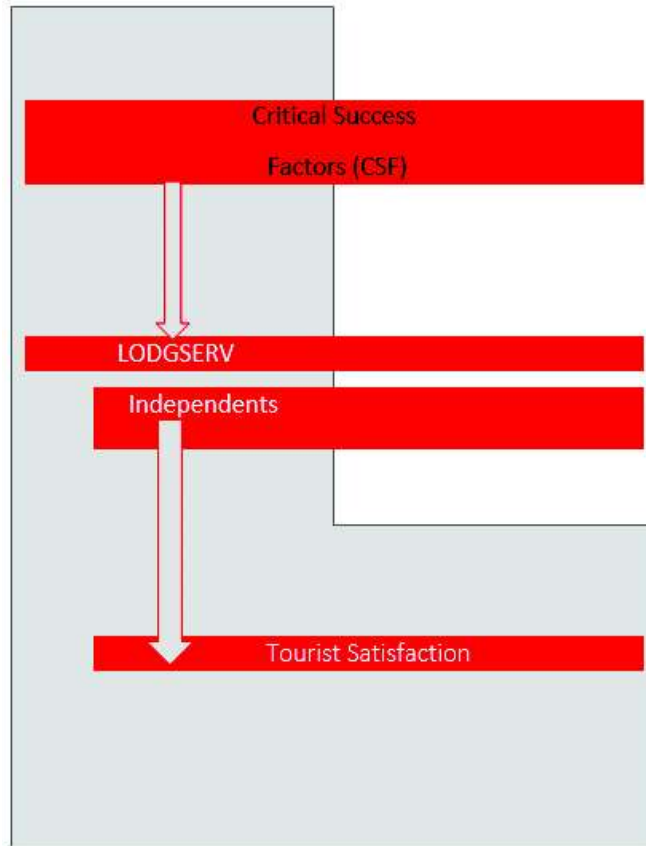 Critical Success
Factors (CSF)
LODGSERV
Independents
Tourist Satisfaction